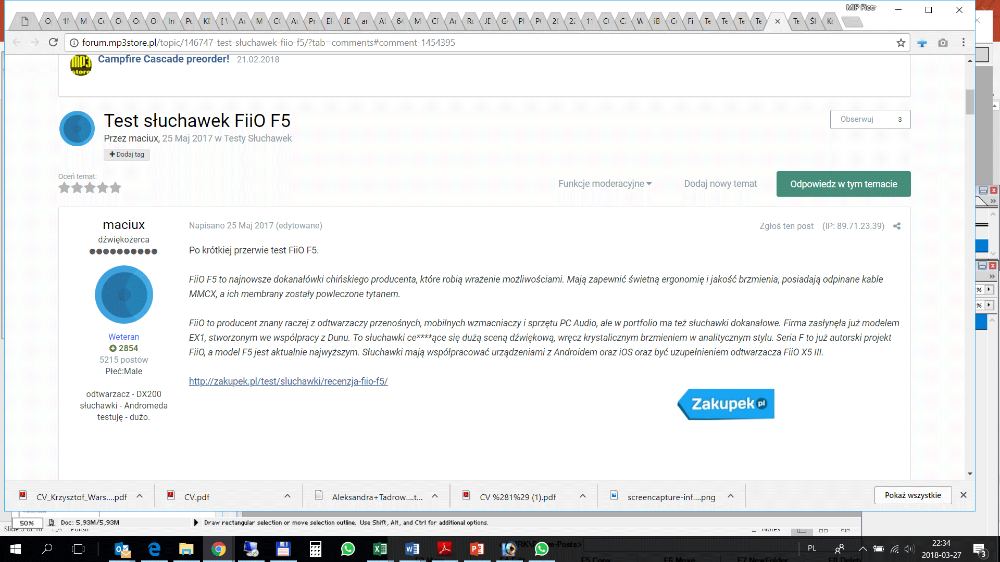 MIP Piotr
forum.mp3store.pl/topic/146747-test-słuchawek-fiio-f5/?tab=comments#comment-1454395
mp3
store
Campfire Cascade preorder! 21.02.2018
Test słuchawek FiiO F5
Przez maciux, 25 Maj 2017 w Testy Słuchawek
Dodaj tag
Obserwuj 3
Oceń temat:
Funkcje moderacyjne
Dodaj nowy temat
Odpowiedz w tym temacie
maciux
dźwiękożerca
Weteran
2854
5215 postów
Płeć:Male
odtwarzacz - DX200
słuchawki - Andromeda
testuję - dużo.
Napisano 25 Maj 2017 (edytowane)
Zgłoś ten post (IP: 89.71.23.39)
Po krótkiej przerwie test FiiO F5.
FiiO F5 to najnowsze dokanałówki chińskiego producenta, które robią wrażenie możliwościami. Mają zapewnić świetną ergonomię i jakość brzmienia, posiadają odpinane kable
MMCX, a ich membrany zostały powleczone tytanem.
FiiO to producent znany raczej z odtwarzaczy przenośnych, mobilnych wzmacniaczy i sprzętu PC Audio, ale w portfolio ma też słuchawki dokanałowe. Firma zasłynęła już modelem
EX1, stworzonym we współpracy z Dunu. To słuchawki ce****ące się dużą sceną dźwiękową, wręcz krystalicznym brzmieniem w analitycznym stylu. Seria F to już autorski projekt
FiiO, a model F5 jest aktualnie najwyższym. Słuchawki mają współpracować urządzeniami z Androidem oraz iOS oraz być uzupełnieniem odtwarzacza FiiO X5 III.
http://zakupek.pl/test/sluchawki/recenzja-fiio-f5/
Zakupek pl
CV_Krzysztof_Wars....pdf
CV.pdf
Aleksandra+Tadrow....t...
CV %281%29 (1).pdf
screencapture-inf....png
Pokaż wszystkie
50%
Doc: 5,93M/5,93M
Draw rectangular selection or move selection outline. Use Shift, Alt, and Ctrl for additional options.
Polish
Notes
PL
22:34
2018-03-27
3